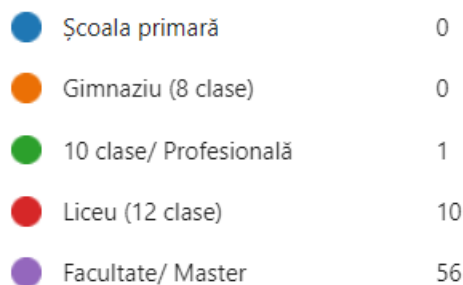 Școala primară 0
Gimnaziu (8 clase) 0
10 clase/ Profesională 1
Liceu (12 clase) 10
Facultate/ Master 56